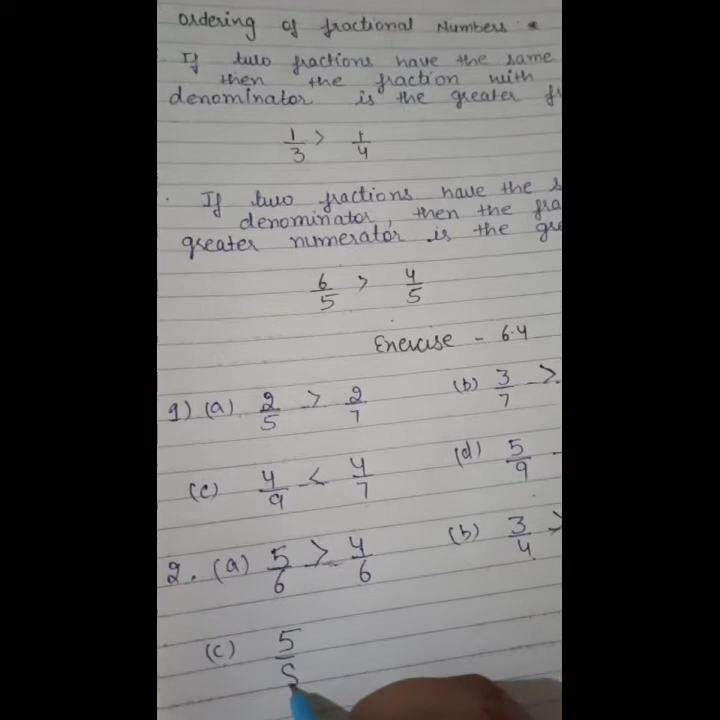 Ordering of fractional Numbers *
If two fractions have the same
then the fraction with
denominator is the greater
1/3 > 1/4
If two fractions have the
denominator, then the
greater numerator is the
6/5 > 4/5
Exercise - 6.4
1) (a) 2/5 > 2/7 (b) 3/7 >
(c) 4/9 < 4/7 (d) 5/9
2. (a) 5/6 > 4/6 (b) 3/4 >
(c) 5/